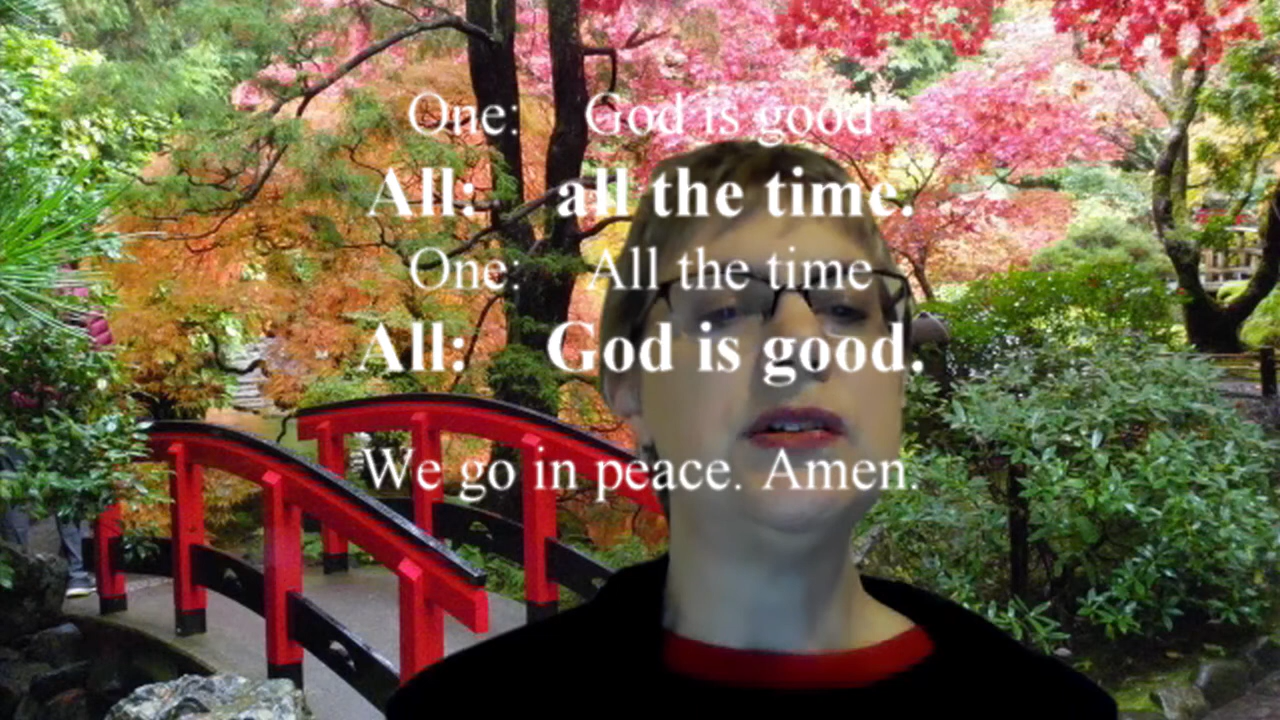 One: God is good
All: all the time.
One: All the time
All: God is good.
We go in peace. Amen.